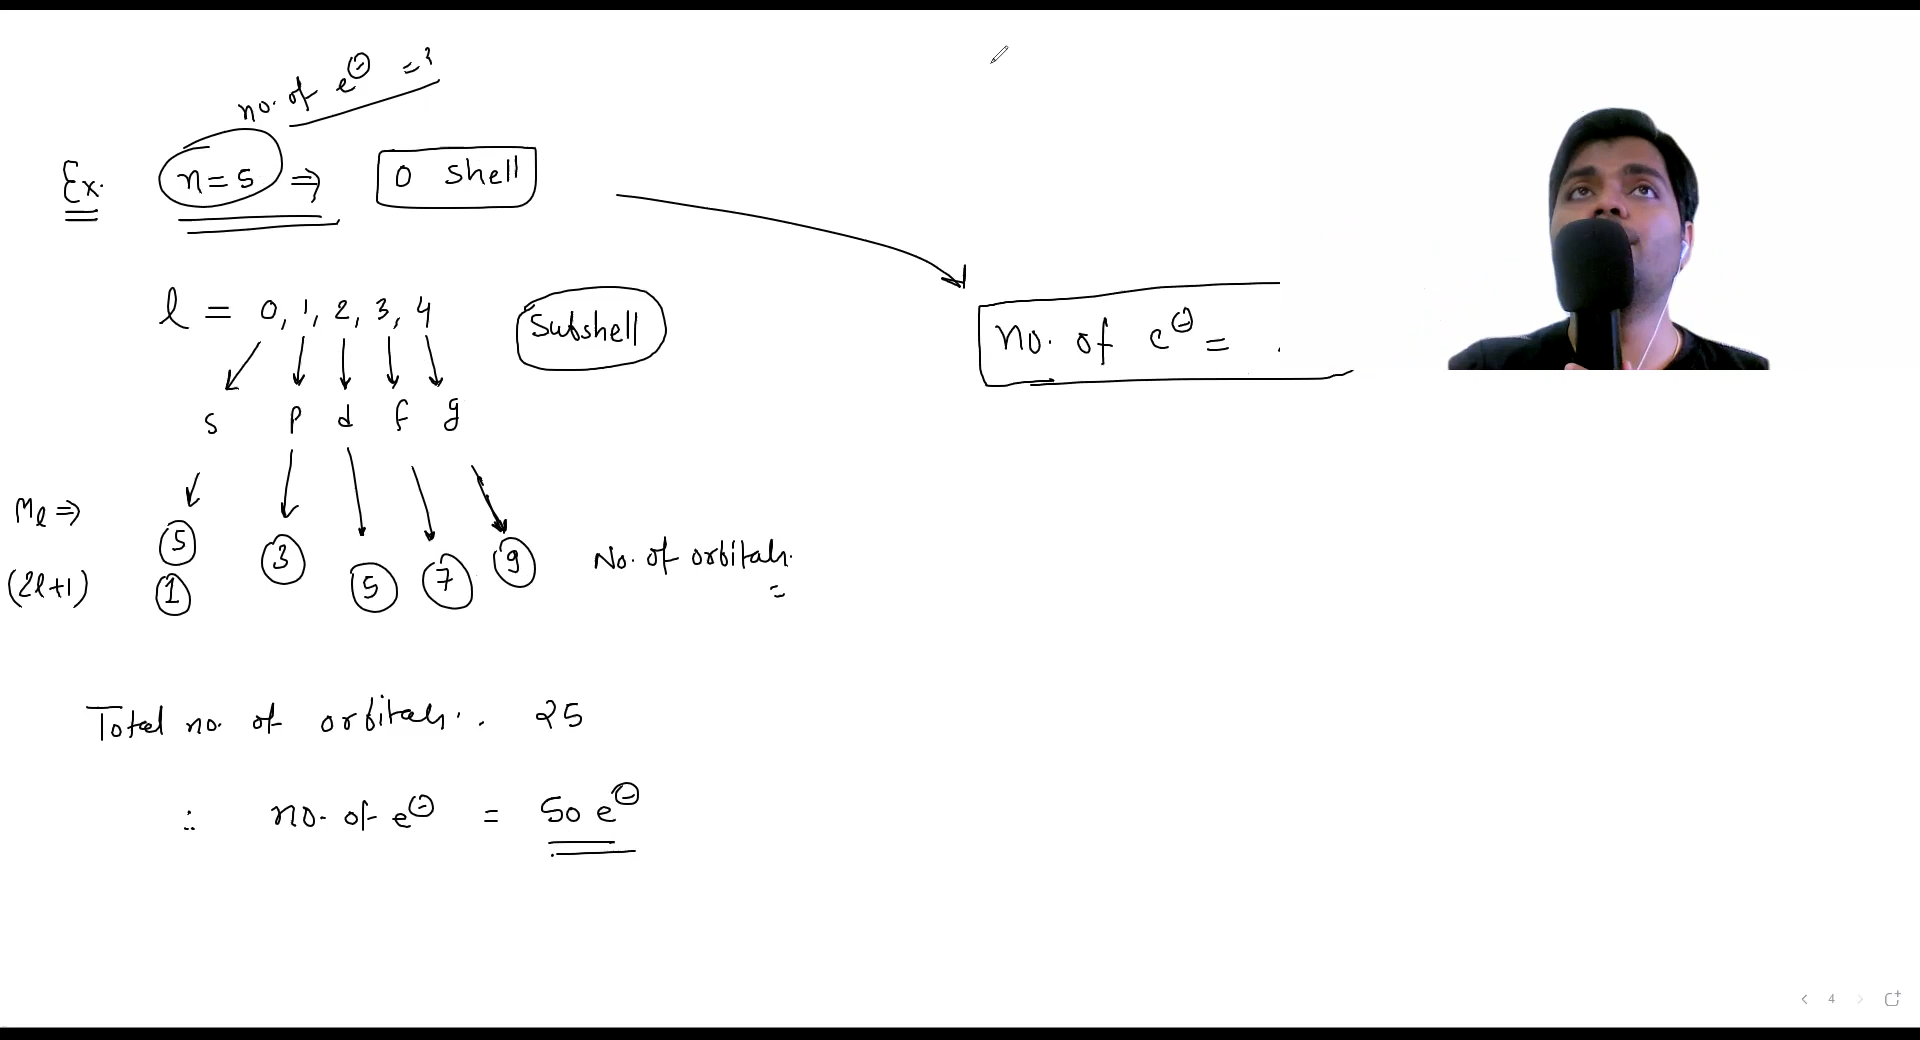 no. of e⊖ = ?
Ex. n=5 ⇒ O shell
l = 0, 1, 2, 3, 4 Subshell
no. of e⊖ = .
s p d f g
Ml ⇒
S 3 5 7 9 No. of orbitals.
(2l+1) 1
=
Total no. of orbitals. . 25
∴ no. of e⊖ = 50 e⊖
4